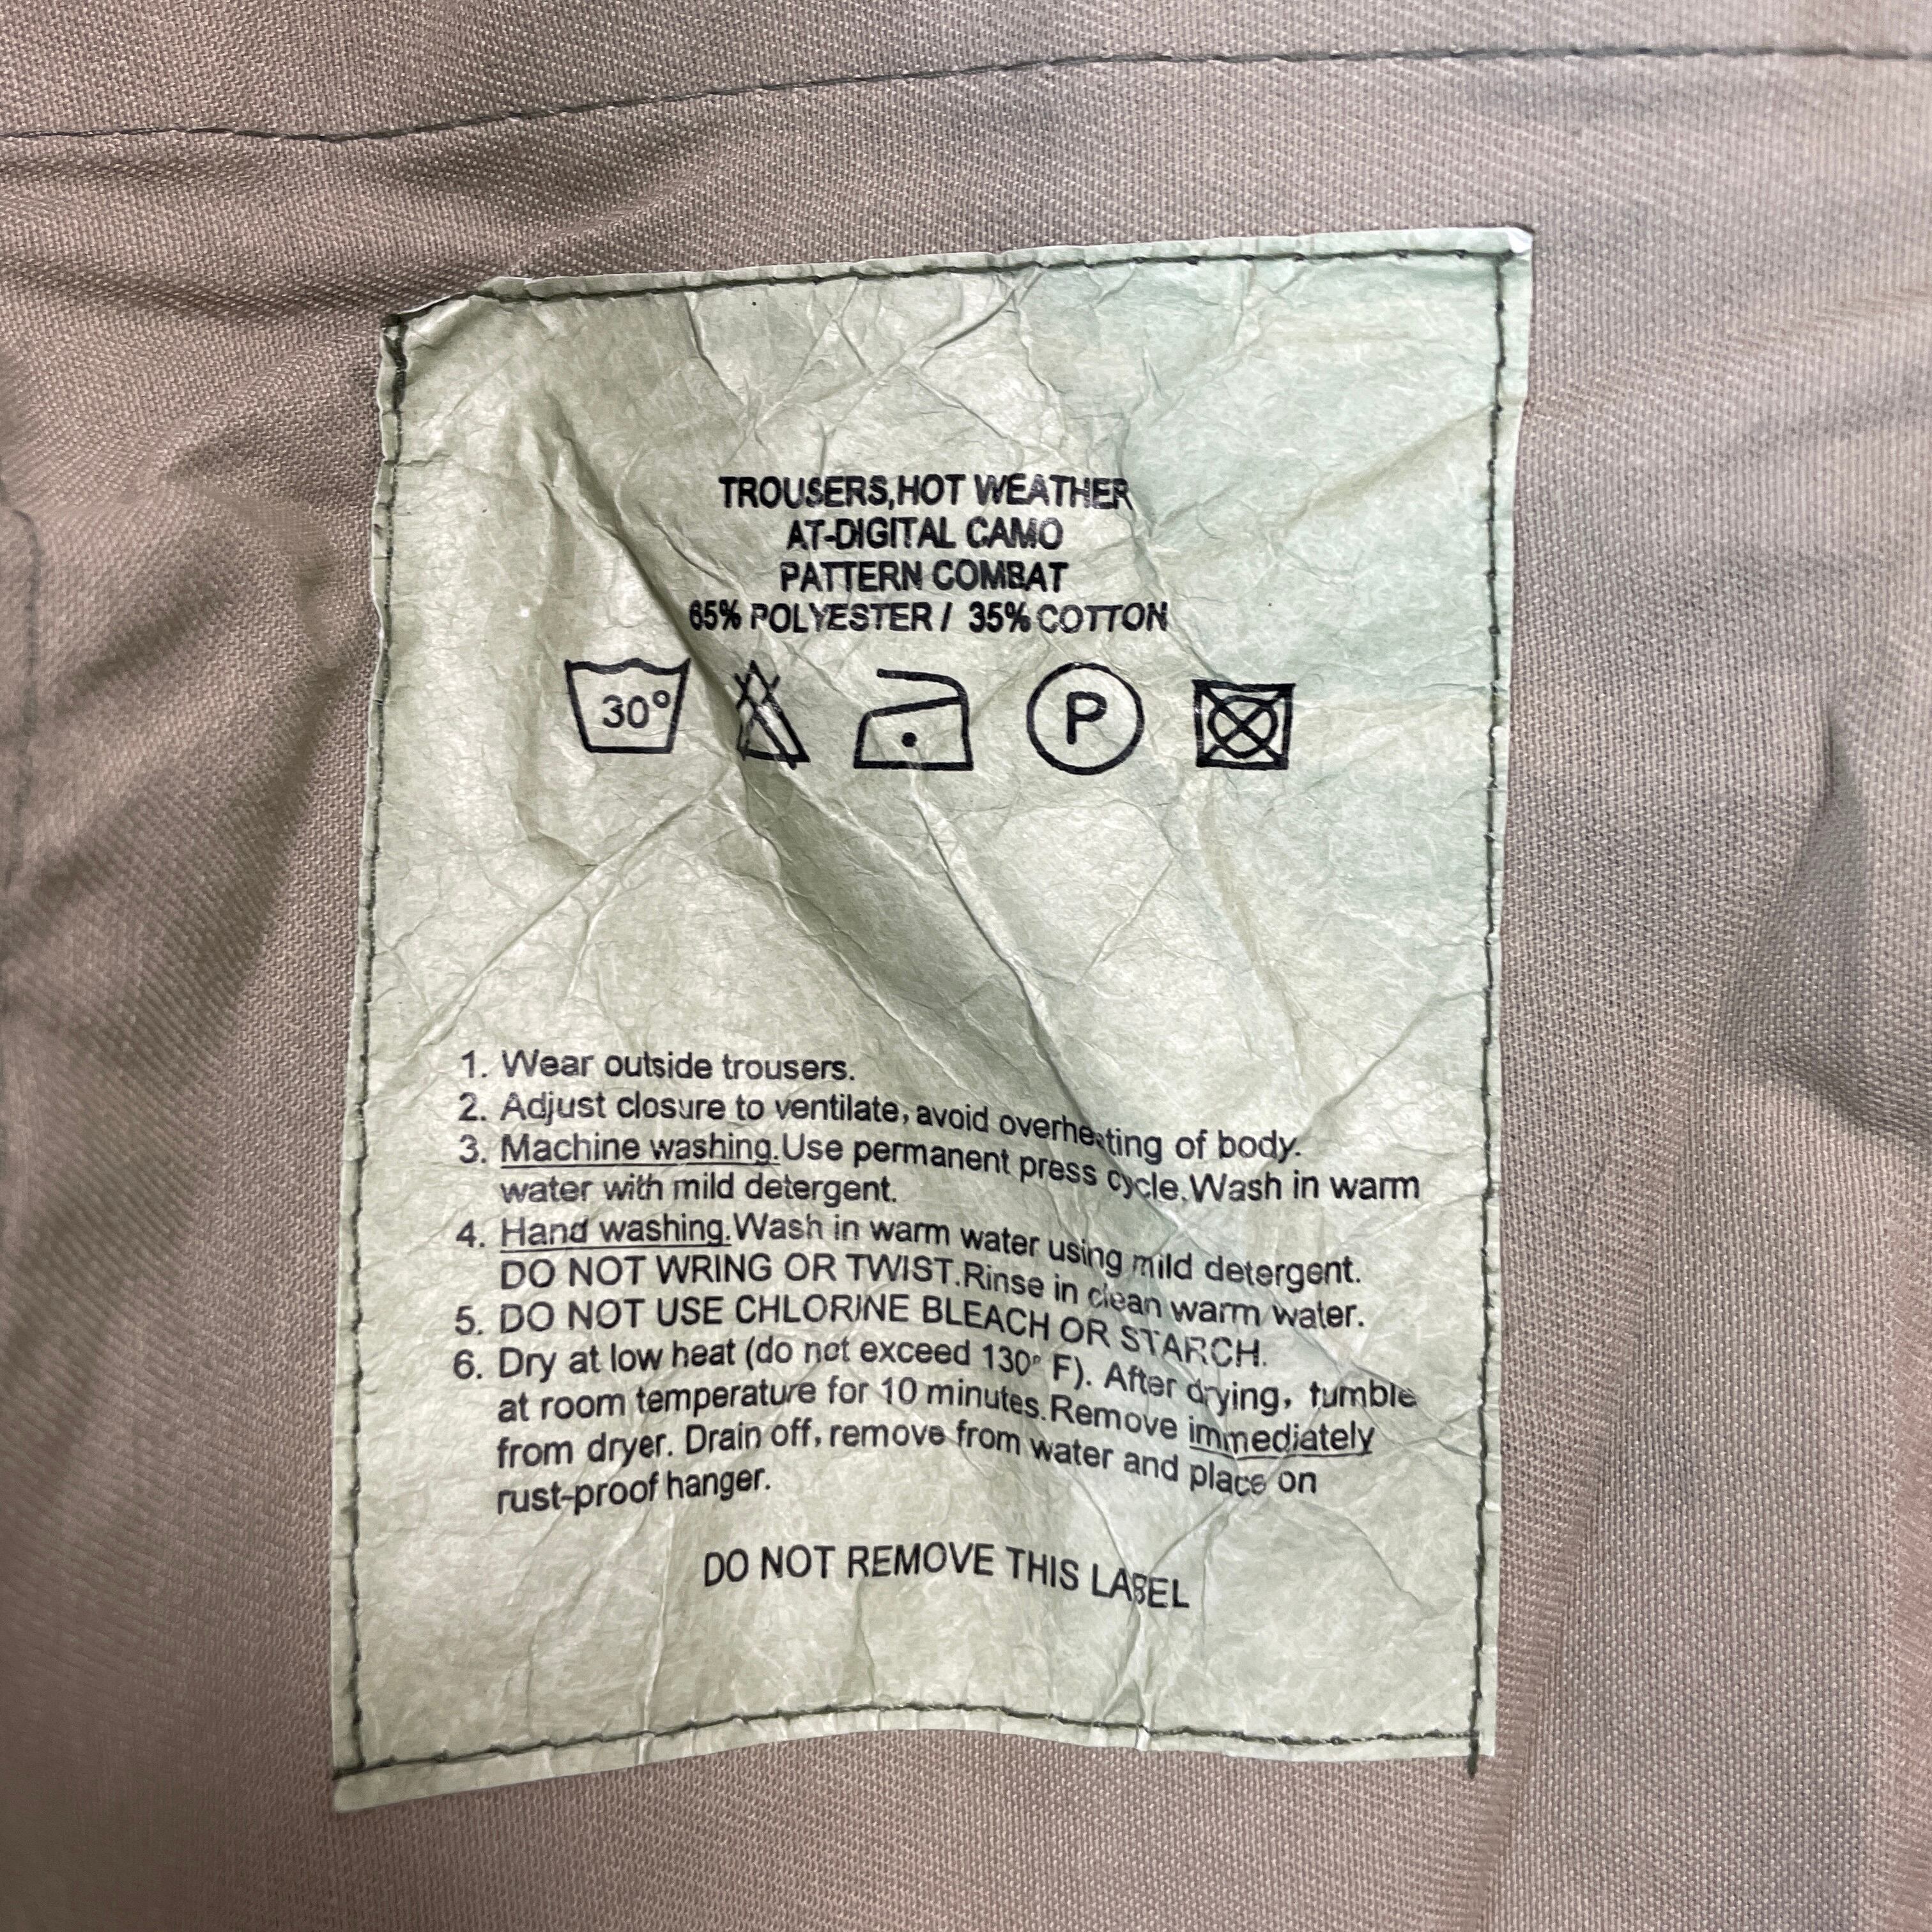 TROUSERS,HOT WEATHER
AT-DIGITAL CAMO
PATTERN COMBAT
65% POLYESTER / 35% COTTON
30° P
1. Wear outside trousers.
2. Adjust closure to ventilate, avoid overheating of body.
3. Machine washing.Use permanent press cycle.Wash in warm
water with mild detergent.
4. Hand washing.Wash in warm water using mild detergent.
DO NOT WRING OR TWIST.Rinse in clean warm water.
5. DO NOT USE CHLORINE BLEACH OR STARCH.
6. Dry at low heat (do not exceed 130° F). After drying, tumble
at room temperature for 10 minutes.Remove immediately
from dryer. Drain off, remove from water and place on
rust-proof hanger.
DO NOT REMOVE THIS LABEL